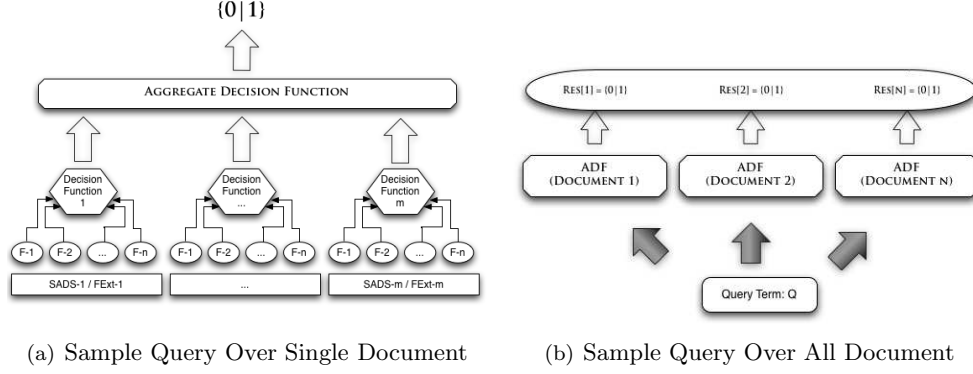 {0|1}
AGGREGATE DECISION FUNCTION
Decision Function 1
Decision Function ...
Decision Function m
F-1 F-2 ... F-n
F-1 F-2 ... F-n
F-1 F-2 ... F-n
SADS-1 / FExt-1
...
SADS-m / FExt-m
(a) Sample Query Over Single Document
RES[1] = {0|1}
RES[2] = {0|1}
RES[N] = {0|1}
ADF
(DOCUMENT 1)
ADF
(DOCUMENT 2)
ADF
(DOCUMENT N)
Query Term: Q
(b) Sample Query Over All Document